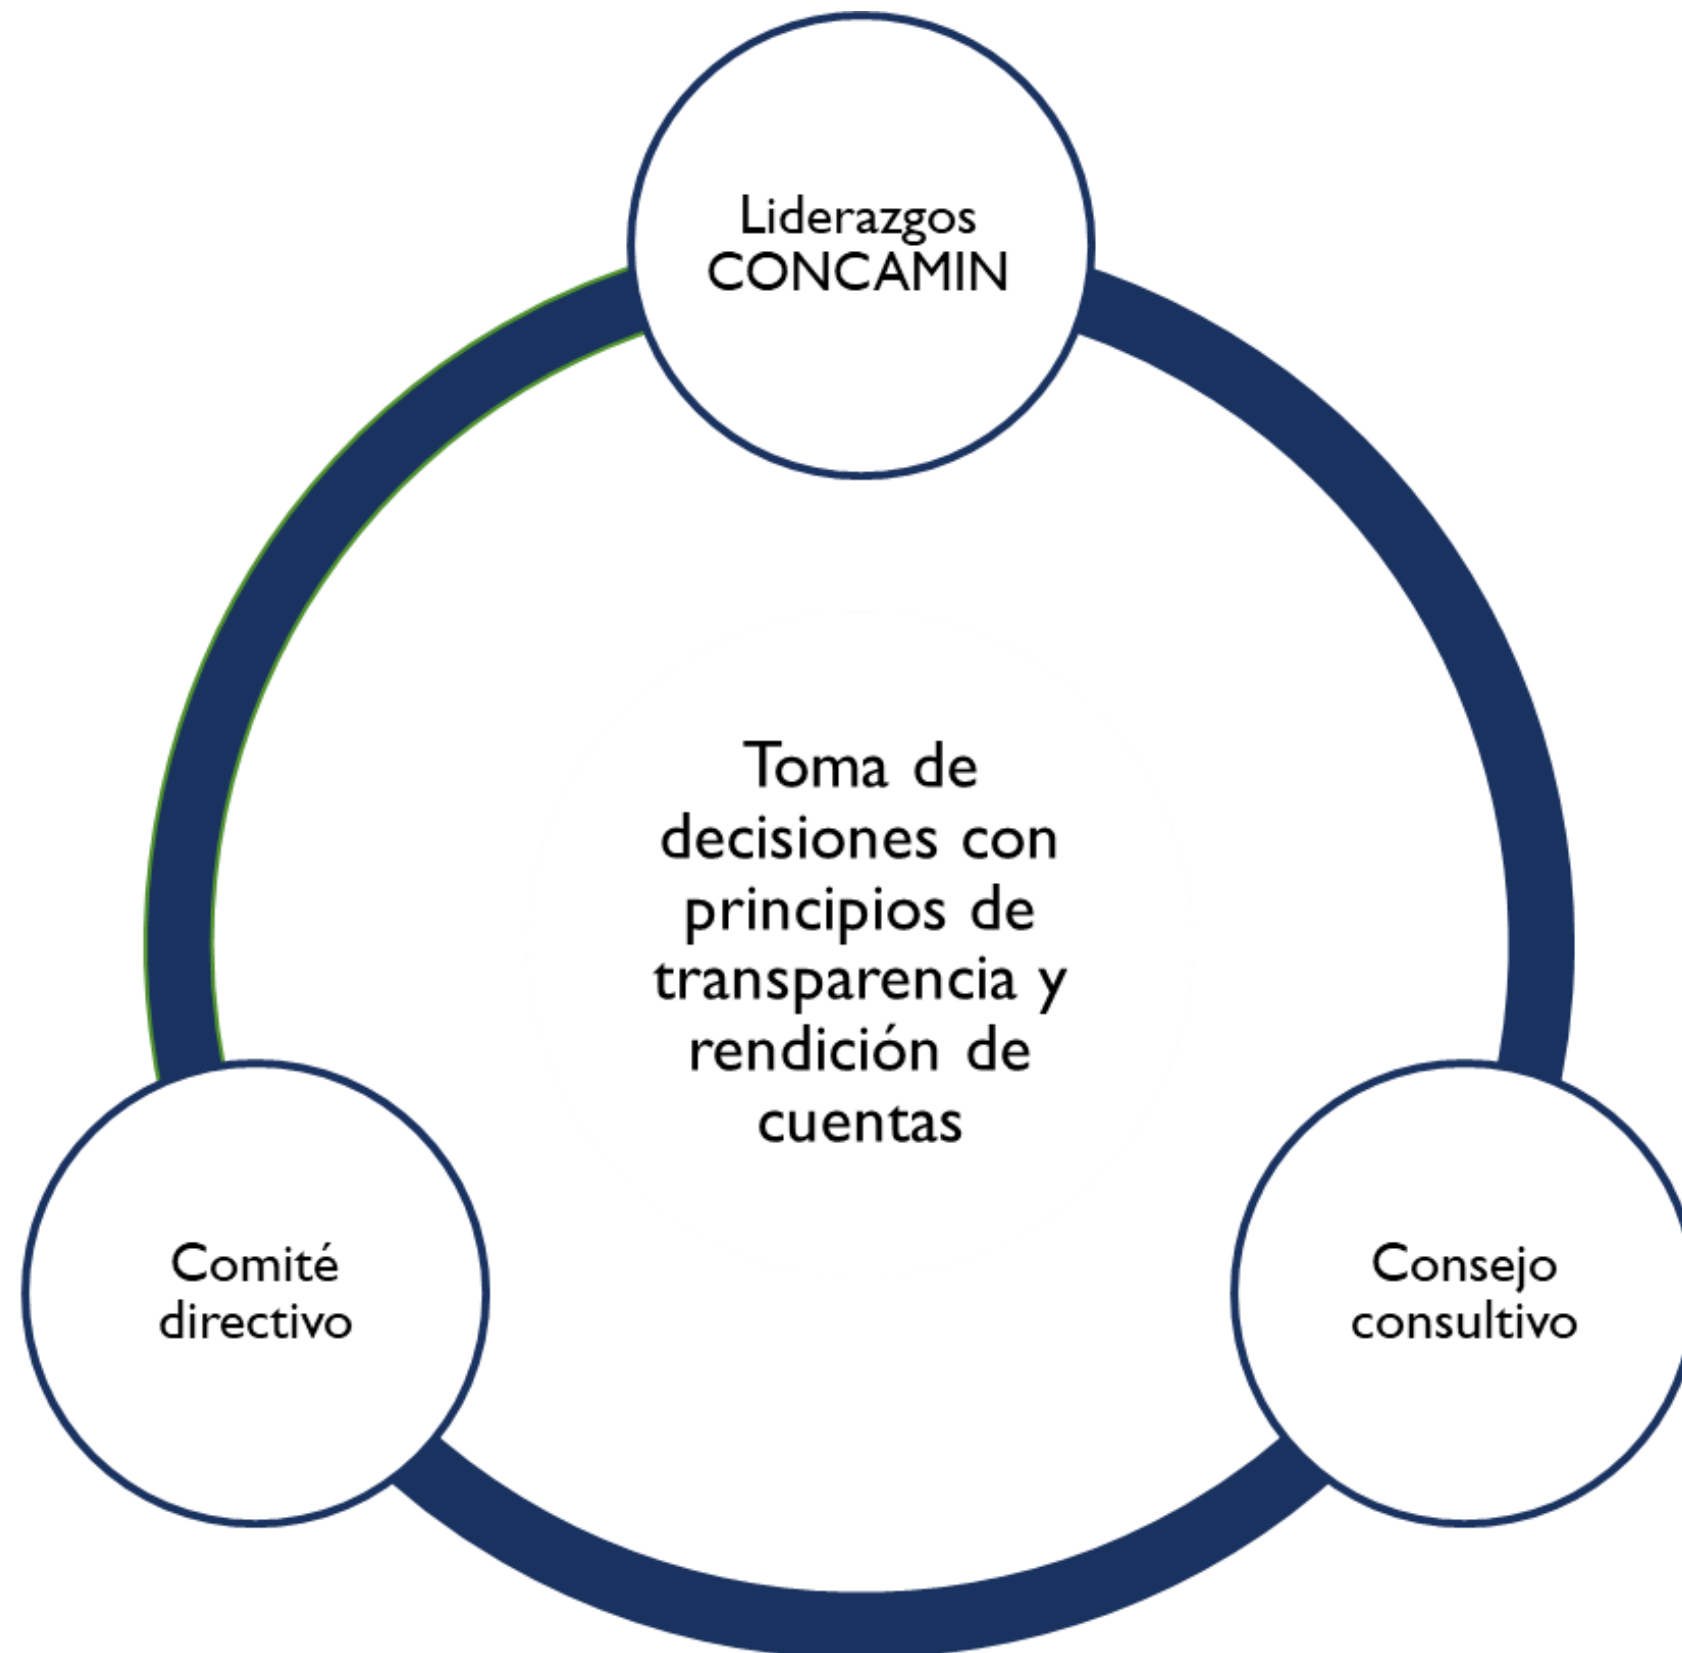 Liderazgos
CONCAMIN
Toma de
decisiones con
principios de
transparencia y
rendición de
cuentas
Comité
directivo
Consejo
consultivo